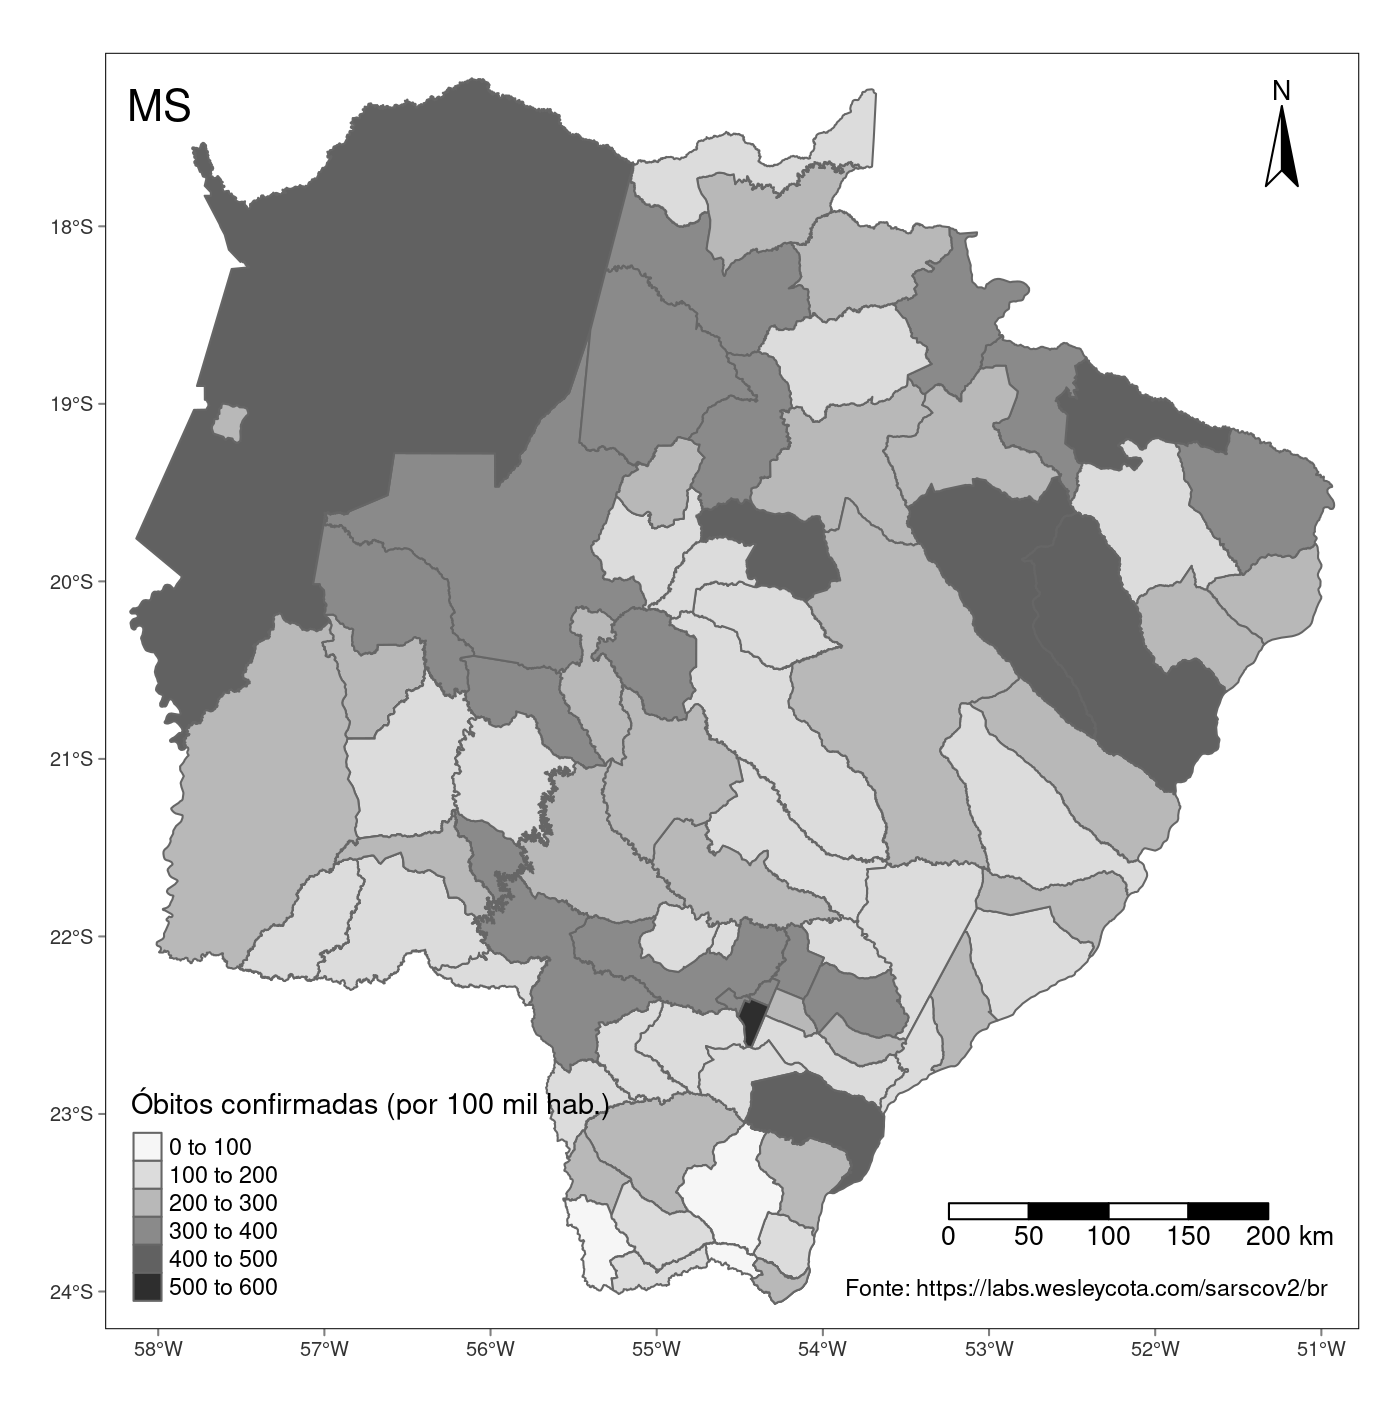 MS
N
18°S
19°S
20°S
21°S
22°S
23°S
24°S
Óbitos confirmadas (por 100 mil hab.)
0 to 100
100 to 200
200 to 300
300 to 400
400 to 500
500 to 600
0 50 100 150 200 km
Fonte: https://labs.wesleycota.com/sarscov2/br
58°W 57°W 56°W 55°W 54°W 53°W 52°W 51°W